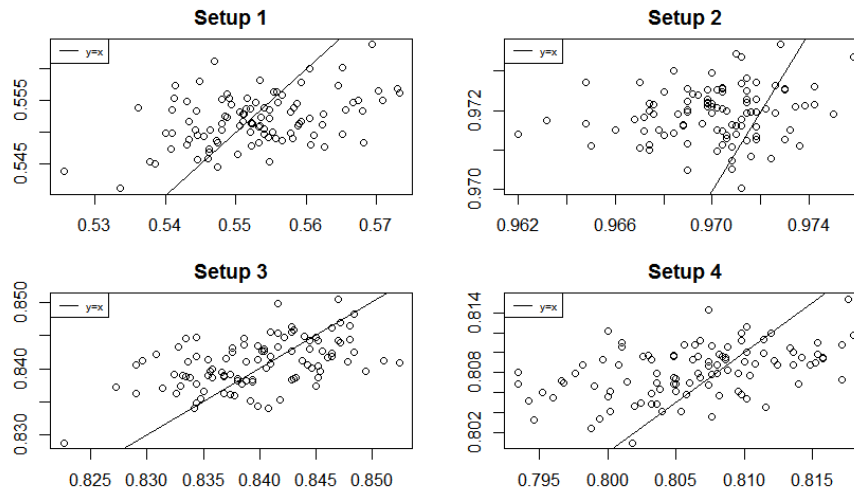 Setup 1
y=x
0.545 0.555
0.53 0.54 0.55 0.56 0.57
Setup 2
y=x
0.970 0.972
0.962 0.966 0.970 0.974
Setup 3
y=x
0.830 0.840 0.850
0.825 0.830 0.835 0.840 0.845 0.850
Setup 4
y=x
0.802 0.808 0.814
0.795 0.800 0.805 0.810 0.815